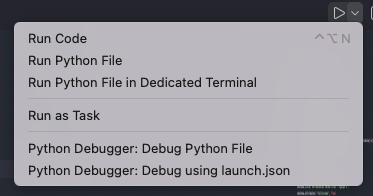 Run Code ⌃⌥N
Run Python File
Run Python File in Dedicated Terminal
Run as Task
Python Debugger: Debug Python File
Python Debugger: Debug using launch.json